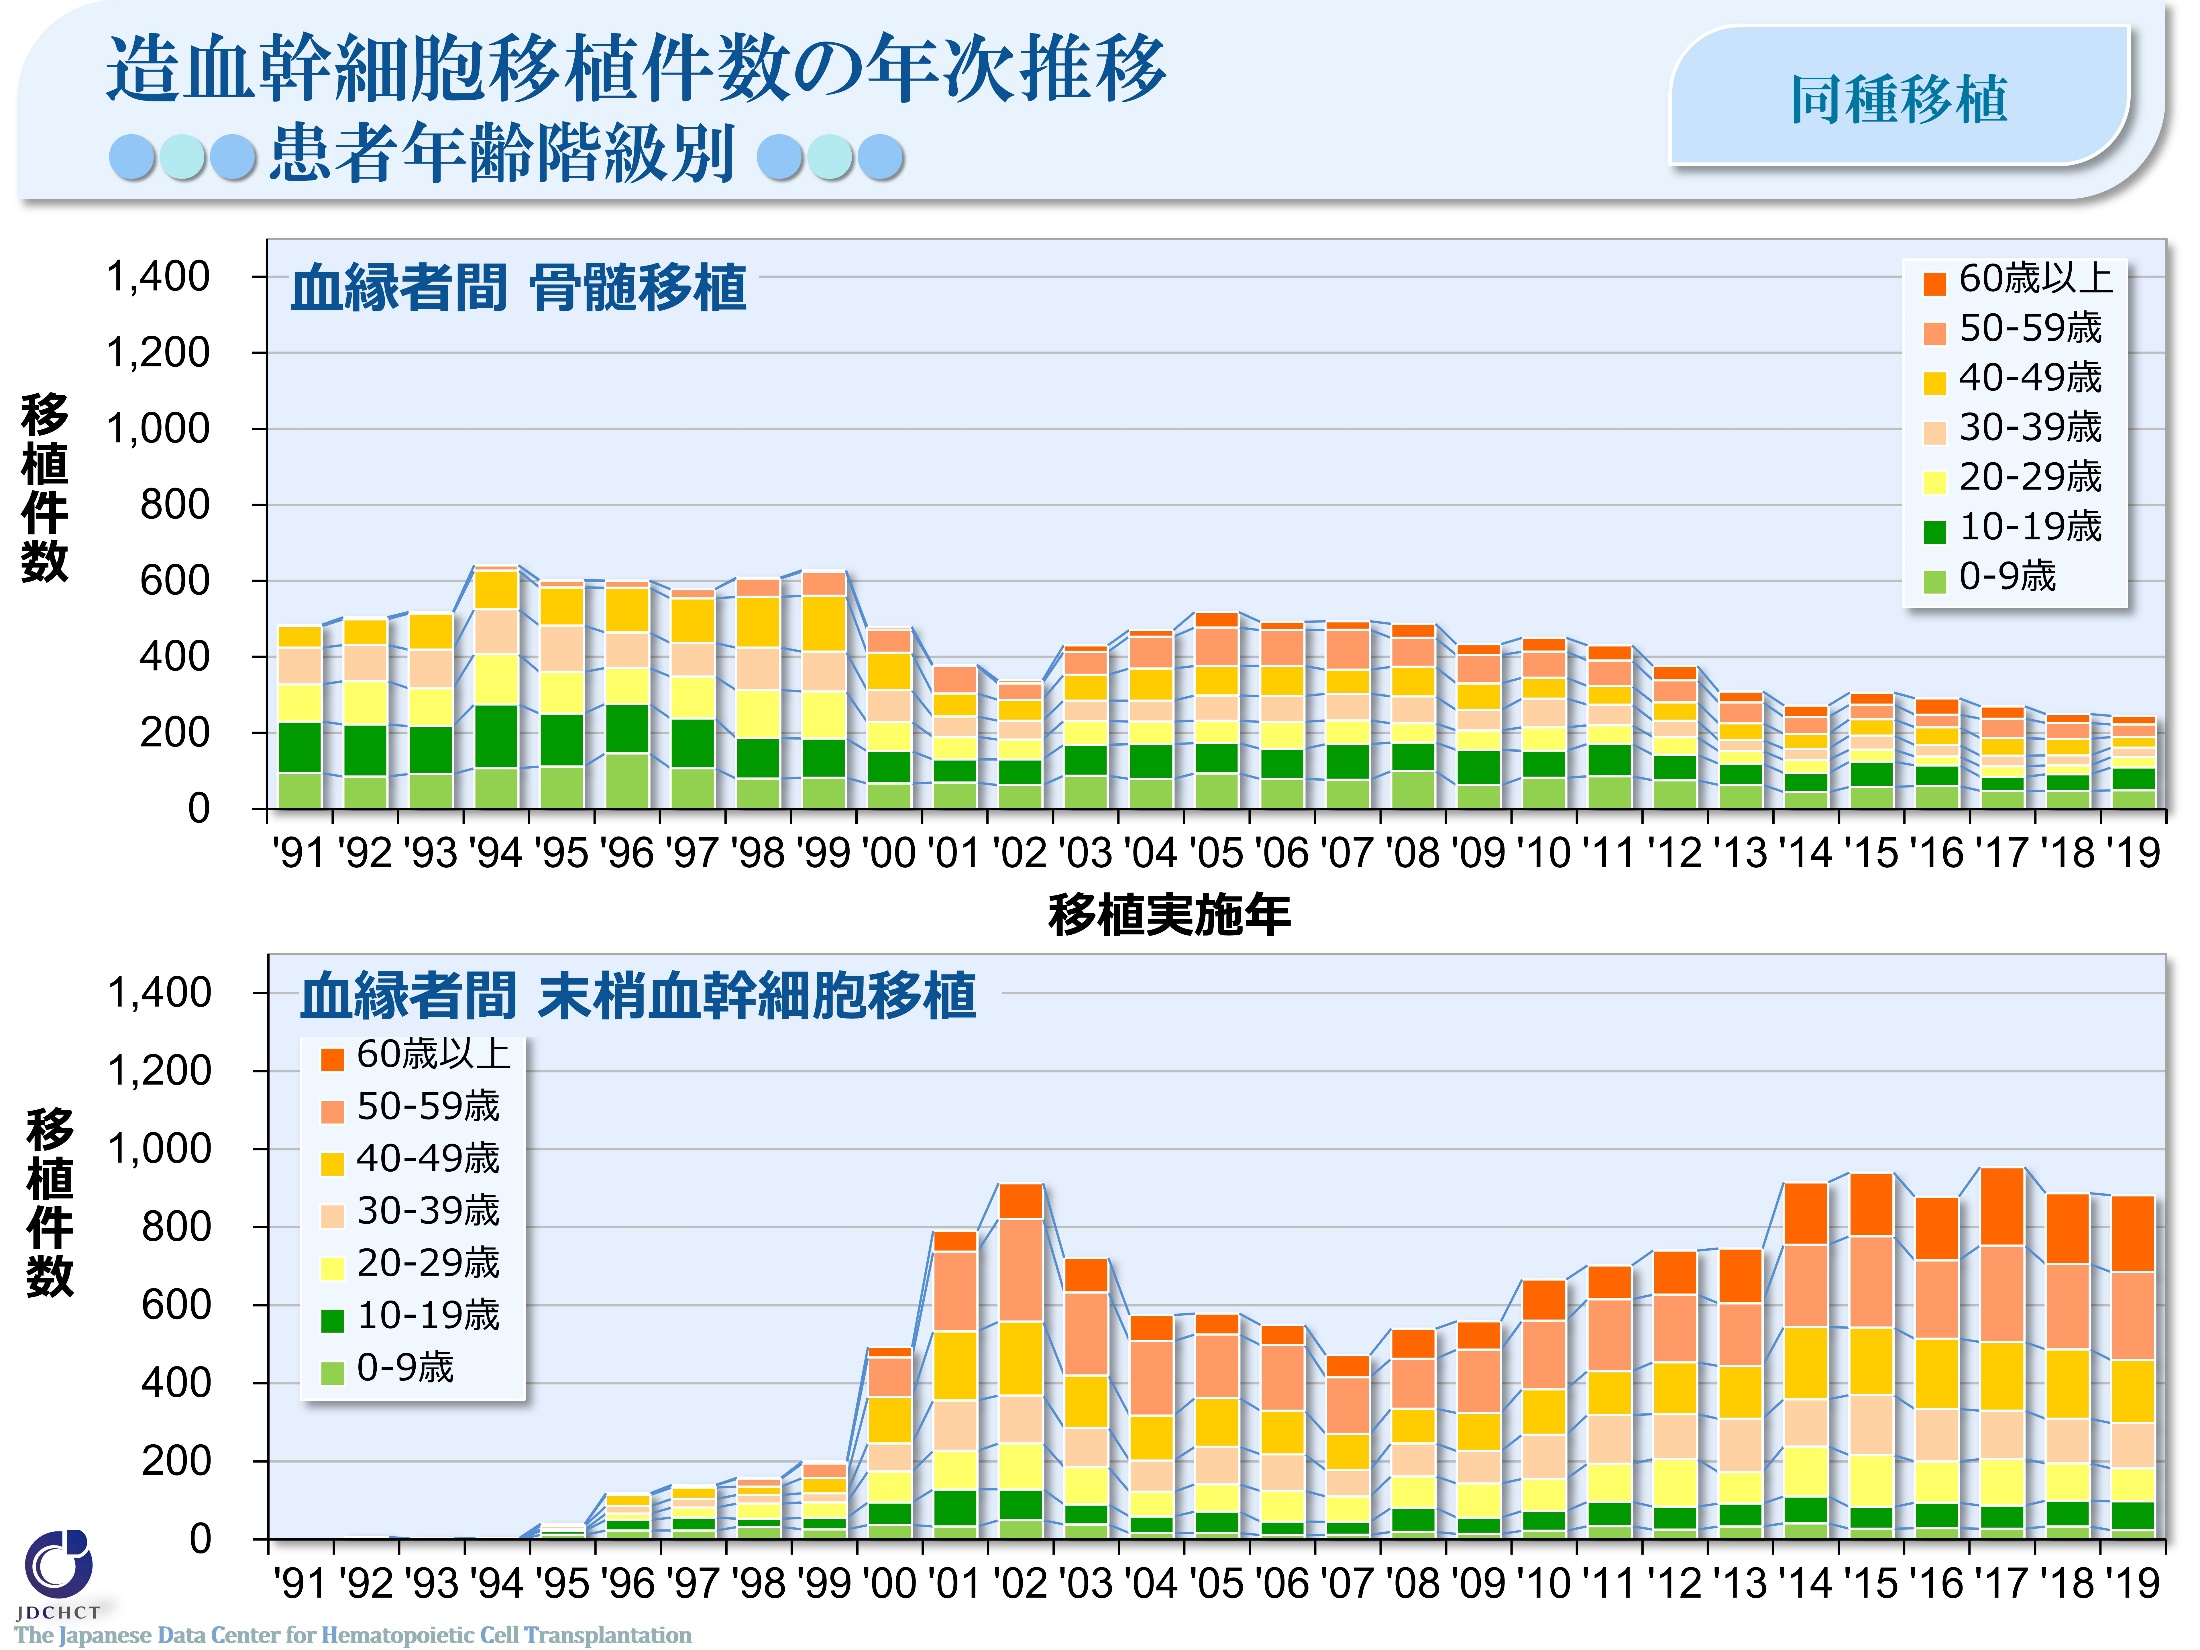 造血幹細胞移植件数の年次推移
患者年齢階級別
同種移植
血縁者間 骨髄移植
移植件数
1,400
1,200
1,000
800
600
400
200
0
60歳以上
50-59歳
40-49歳
30-39歳
20-29歳
10-19歳
0-9歳
'91 '92 '93 '94 '95 '96 '97 '98 '99 '00 '01 '02 '03 '04 '05 '06 '07 '08 '09 '10 '11 '12 '13 '14 '15 '16 '17 '18 '19
移植実施年
血縁者間 末梢血幹細胞移植
移植件数
1,400
1,200
1,000
800
600
400
200
0
60歳以上
50-59歳
40-49歳
30-39歳
20-29歳
10-19歳
0-9歳
'91 '92 '93 '94 '95 '96 '97 '98 '99 '00 '01 '02 '03 '04 '05 '06 '07 '08 '09 '10 '11 '12 '13 '14 '15 '16 '17 '18 '19
JDCHCT
The Japanese Data Center for Hematopoietic Cell Transplantation